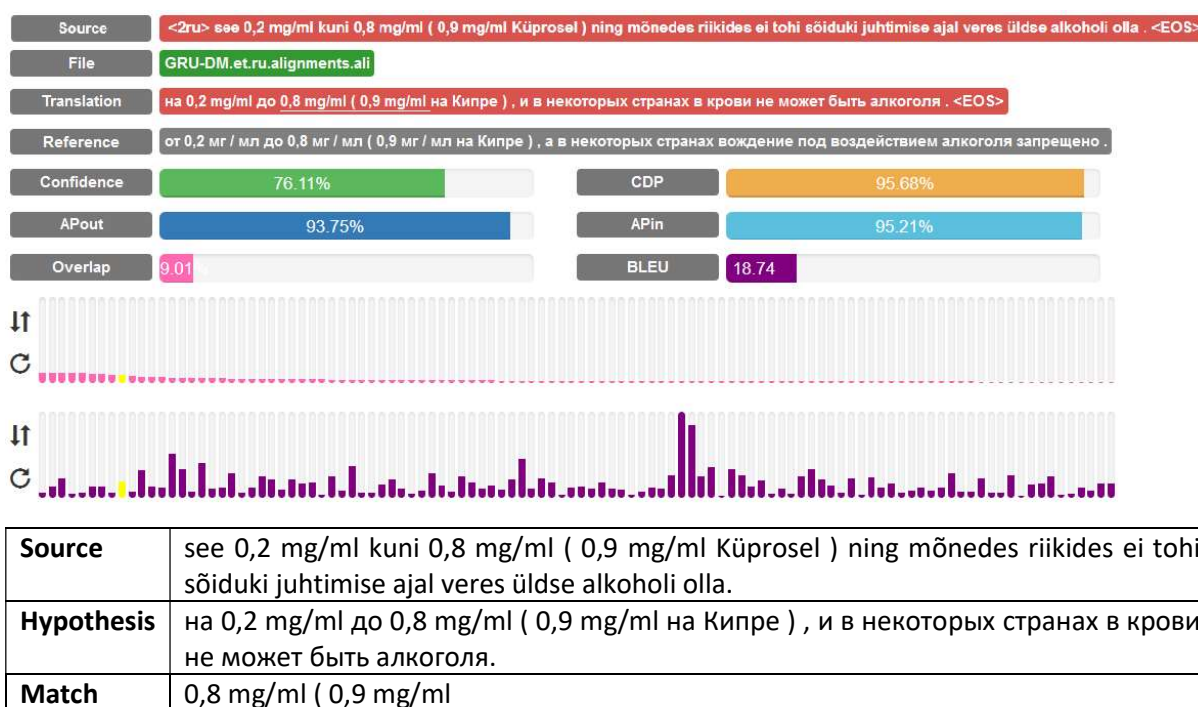 Source <2ru> see 0,2 mg/ml kuni 0,8 mg/ml ( 0,9 mg/ml Küprosel ) ning mõnedes riikides ei tohi sõiduki juhtimise ajal veres üldse alkoholi olla . <EOS>
File GRU-DM.et.ru.alignments.ali
Translation на 0,2 mg/ml до 0,8 mg/ml ( 0,9 mg/ml на Кипре ) , и в некоторых странах в крови не может быть алкоголя . <EOS>
Reference от 0,2 мг / мл до 0,8 мг / мл ( 0,9 мг / мл на Кипре ) , а в некоторых странах вождение под воздействием алкоголя запрещено .
Confidence 76.11% CDP 95.68%
APout 93.75% APin 95.21%
Overlap 9.01% BLEU 18.74
Source see 0,2 mg/ml kuni 0,8 mg/ml ( 0,9 mg/ml Küprosel ) ning mõnedes riikides ei tohi
sõiduki juhtimise ajal veres üldse alkoholi olla.
Hypothesis на 0,2 mg/ml до 0,8 mg/ml ( 0,9 mg/ml на Кипре ) , и в некоторых странах в крови
не может быть алкоголя.
Match 0,8 mg/ml ( 0,9 mg/ml